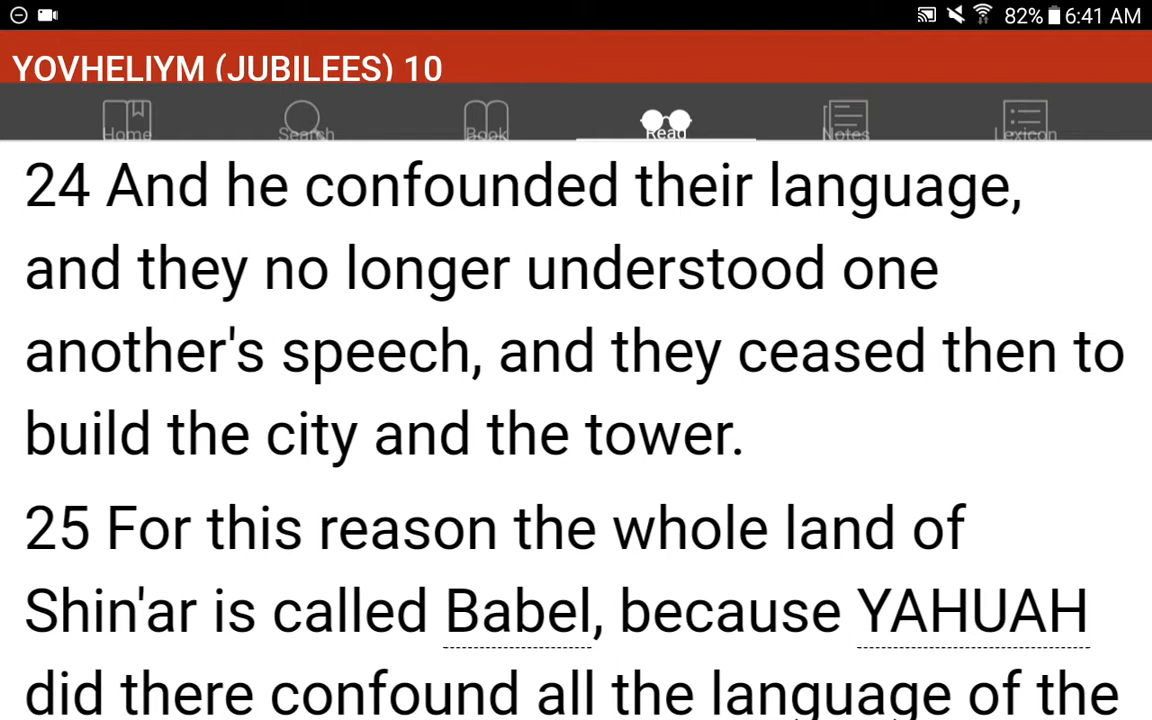 82% 6:41 AM
YOVHELIYM (JUBILEES) 10
Home Search Book Read Notes Lexicon
24 And he confounded their language,
and they no longer understood one
another's speech, and they ceased then to
build the city and the tower.
25 For this reason the whole land of
Shin'ar is called Babel, because YAHUAH
did there confound all the language of the